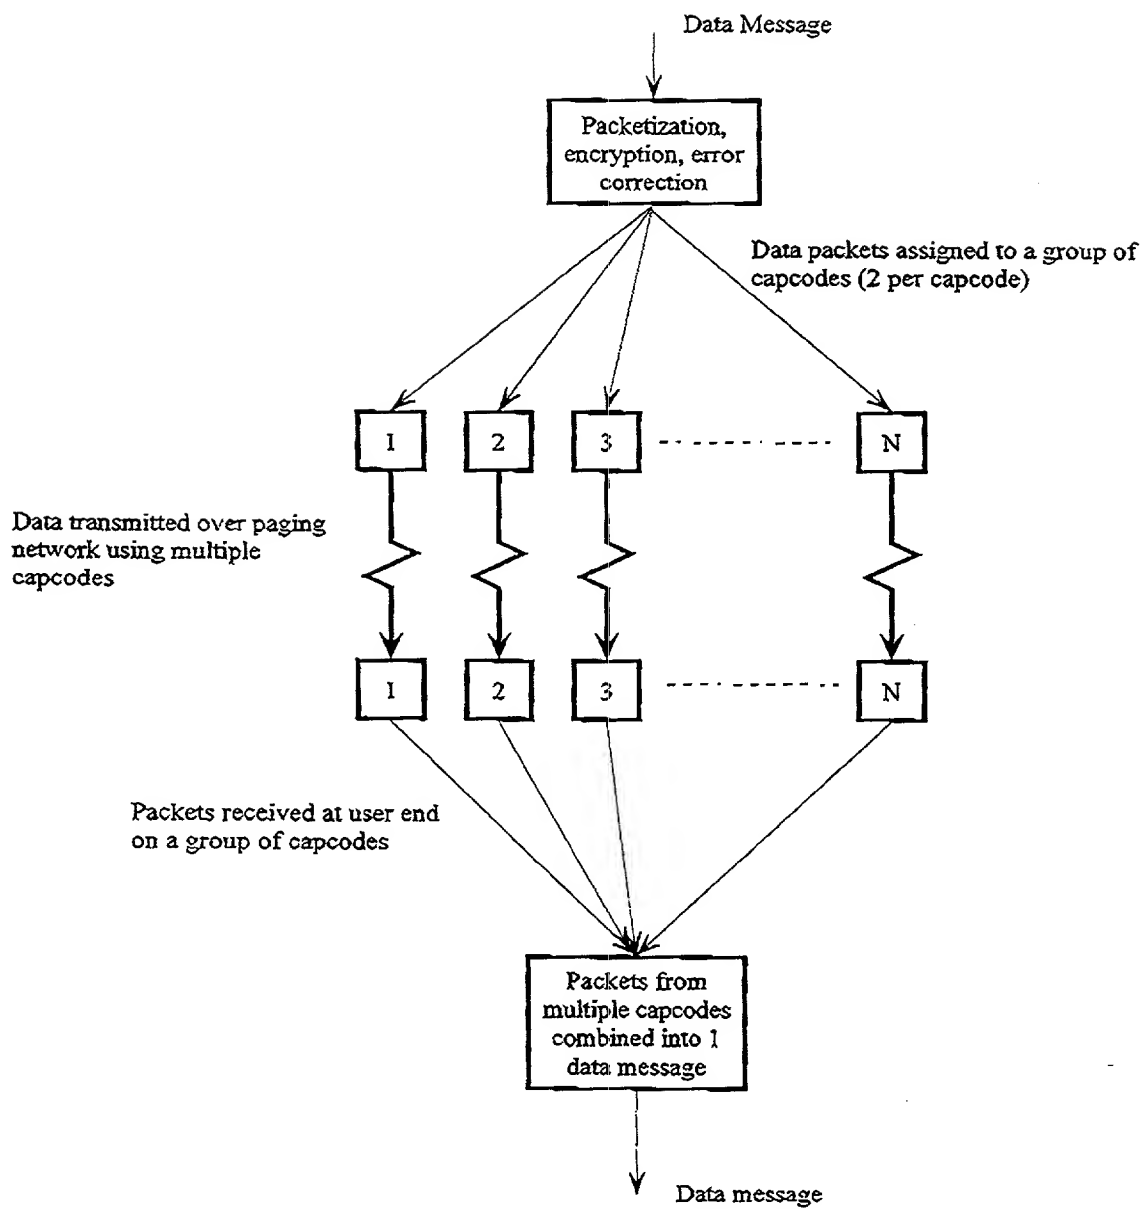 Data Message
Packetization,
encryption, error
correction
Data packets assigned to a group of
capcodes (2 per capcode)
1
2
3
N
Data transmitted over paging
network using multiple
capcodes
1
2
3
N
Packets received at user end
on a group of capcodes
Packets from
multiple capcodes
combined into 1
data message
Data message